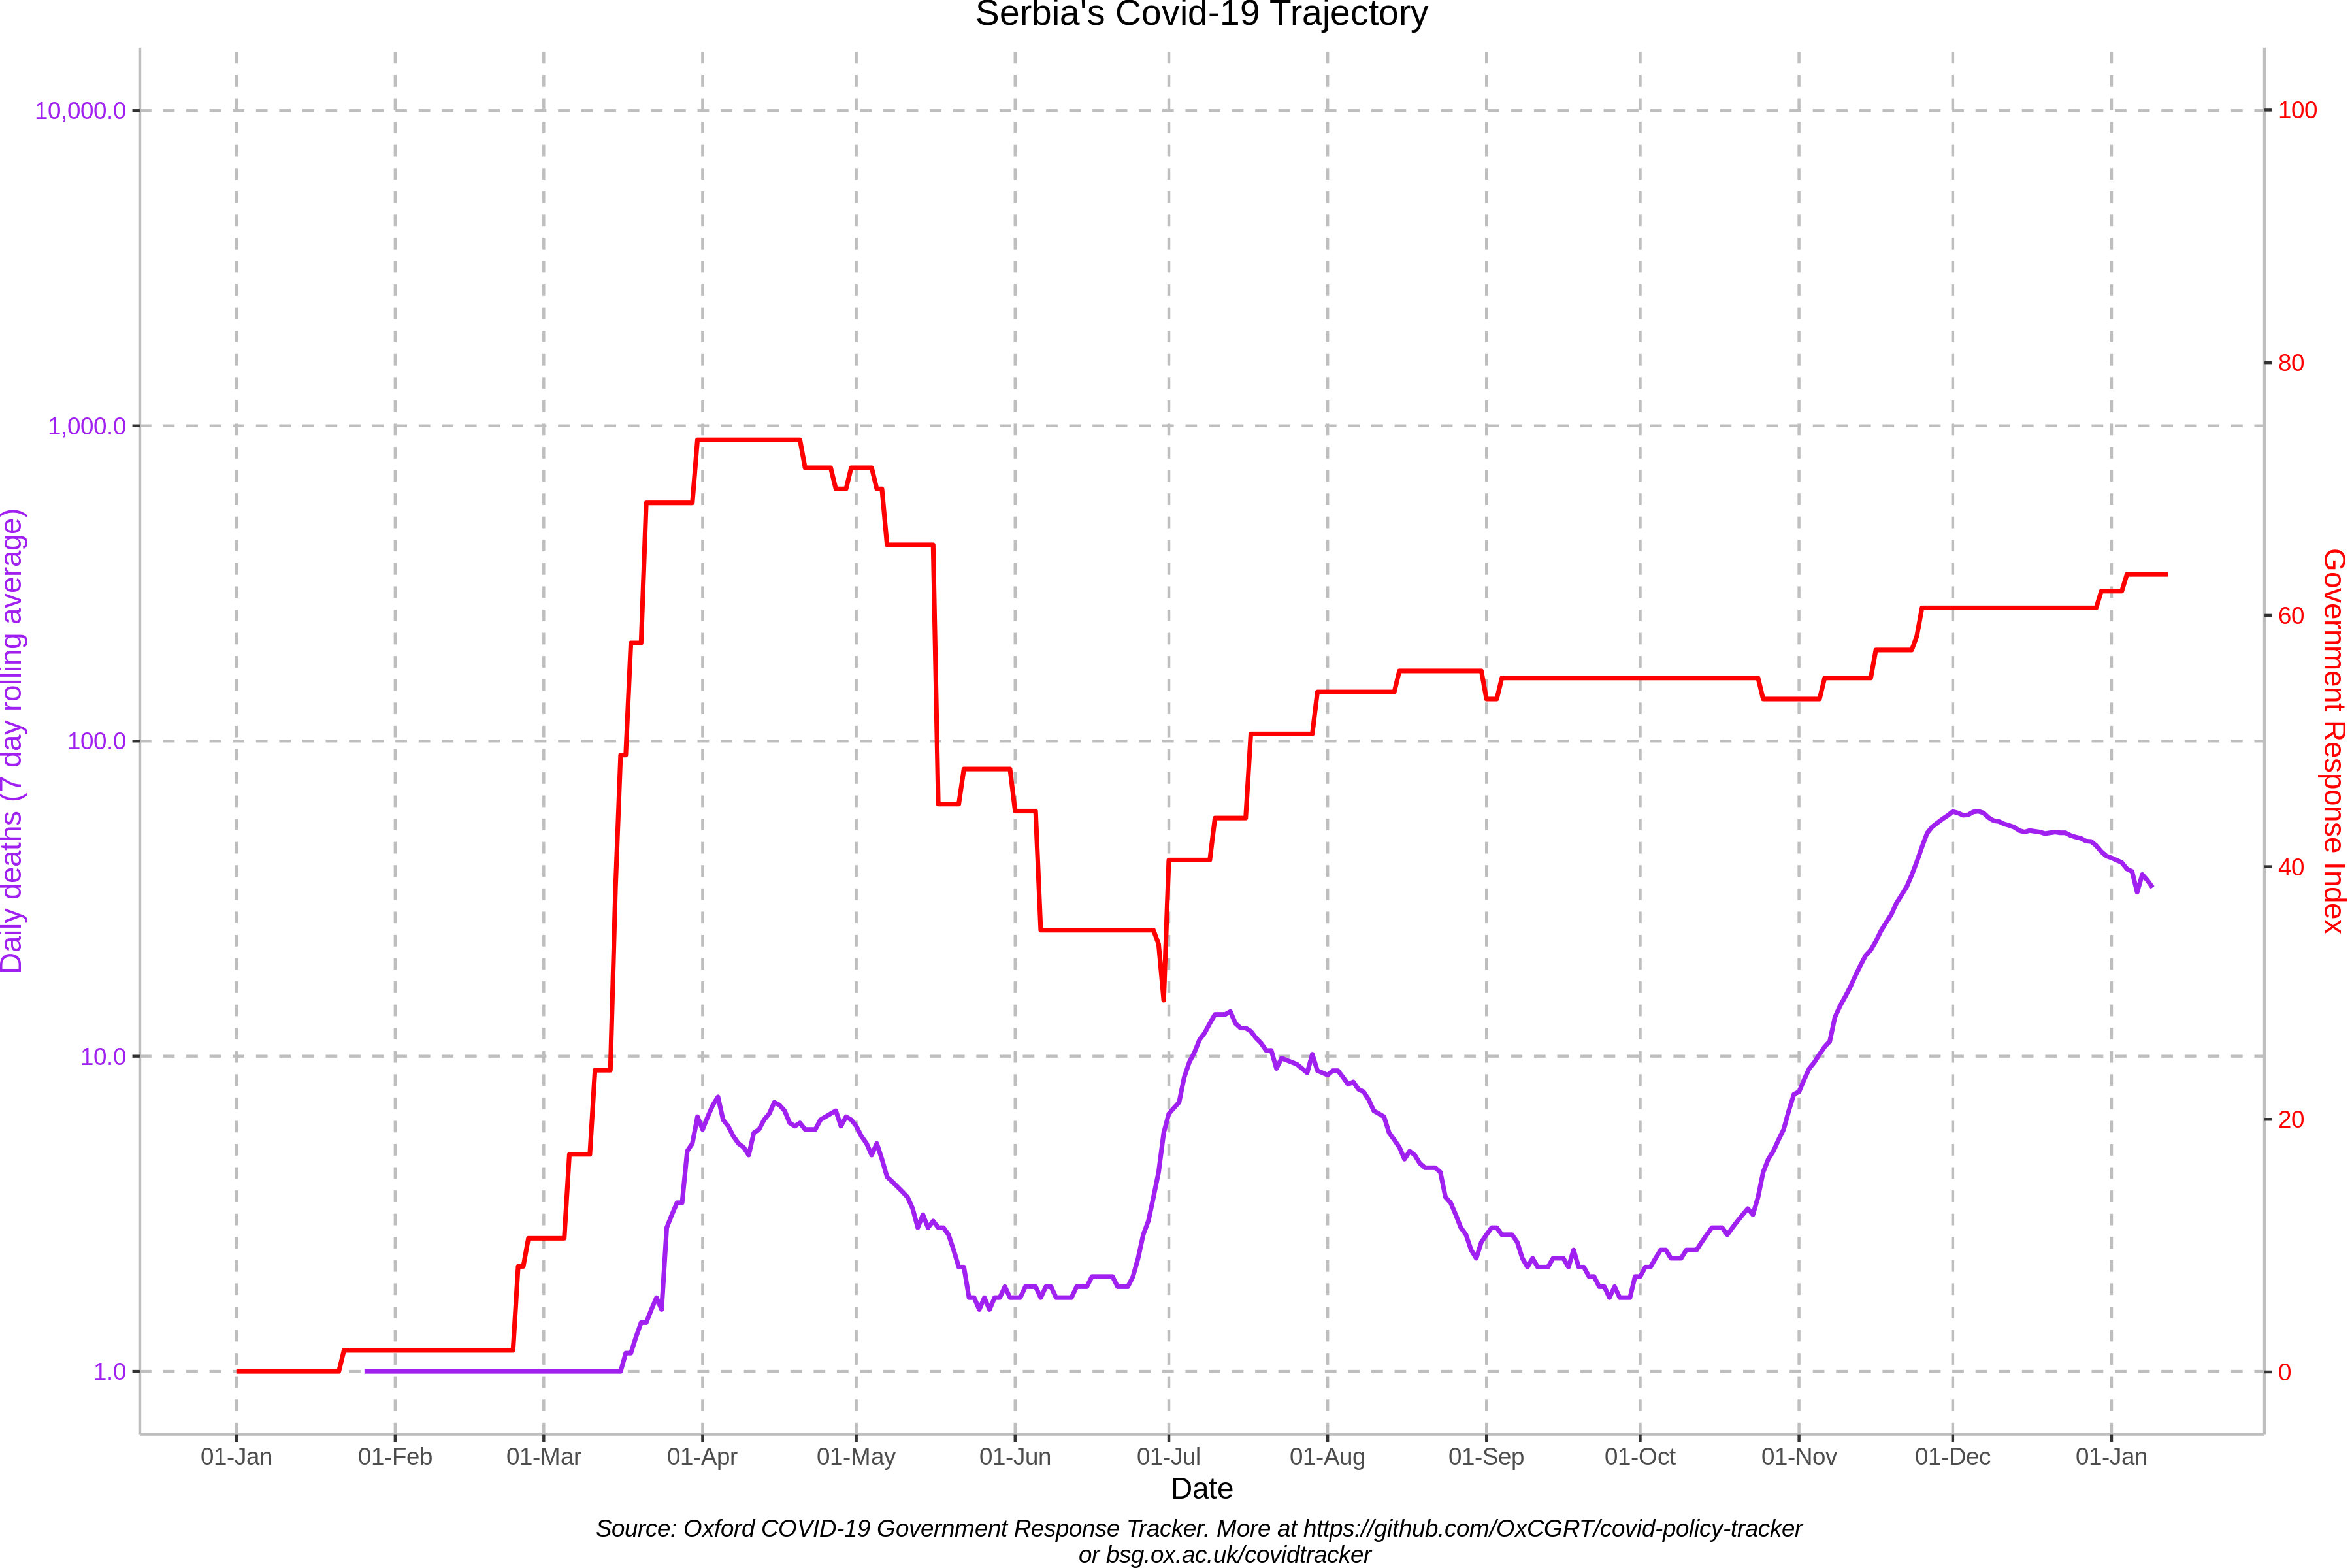 Serbia's Covid-19 Trajectory
10,000.0
1,000.0
100.0
10.0
1.0
Daily deaths (7 day rolling average)
100
80
60
40
20
0
Government Response Index
01-Jan
01-Feb
01-Mar
01-Apr
01-May
01-Jun
01-Jul
01-Aug
01-Sep
01-Oct
01-Nov
01-Dec
01-Jan
Date
Source: Oxford COVID-19 Government Response Tracker. More at https://github.com/OxCGRT/covid-policy-tracker
or bsg.ox.ac.uk/covidtracker